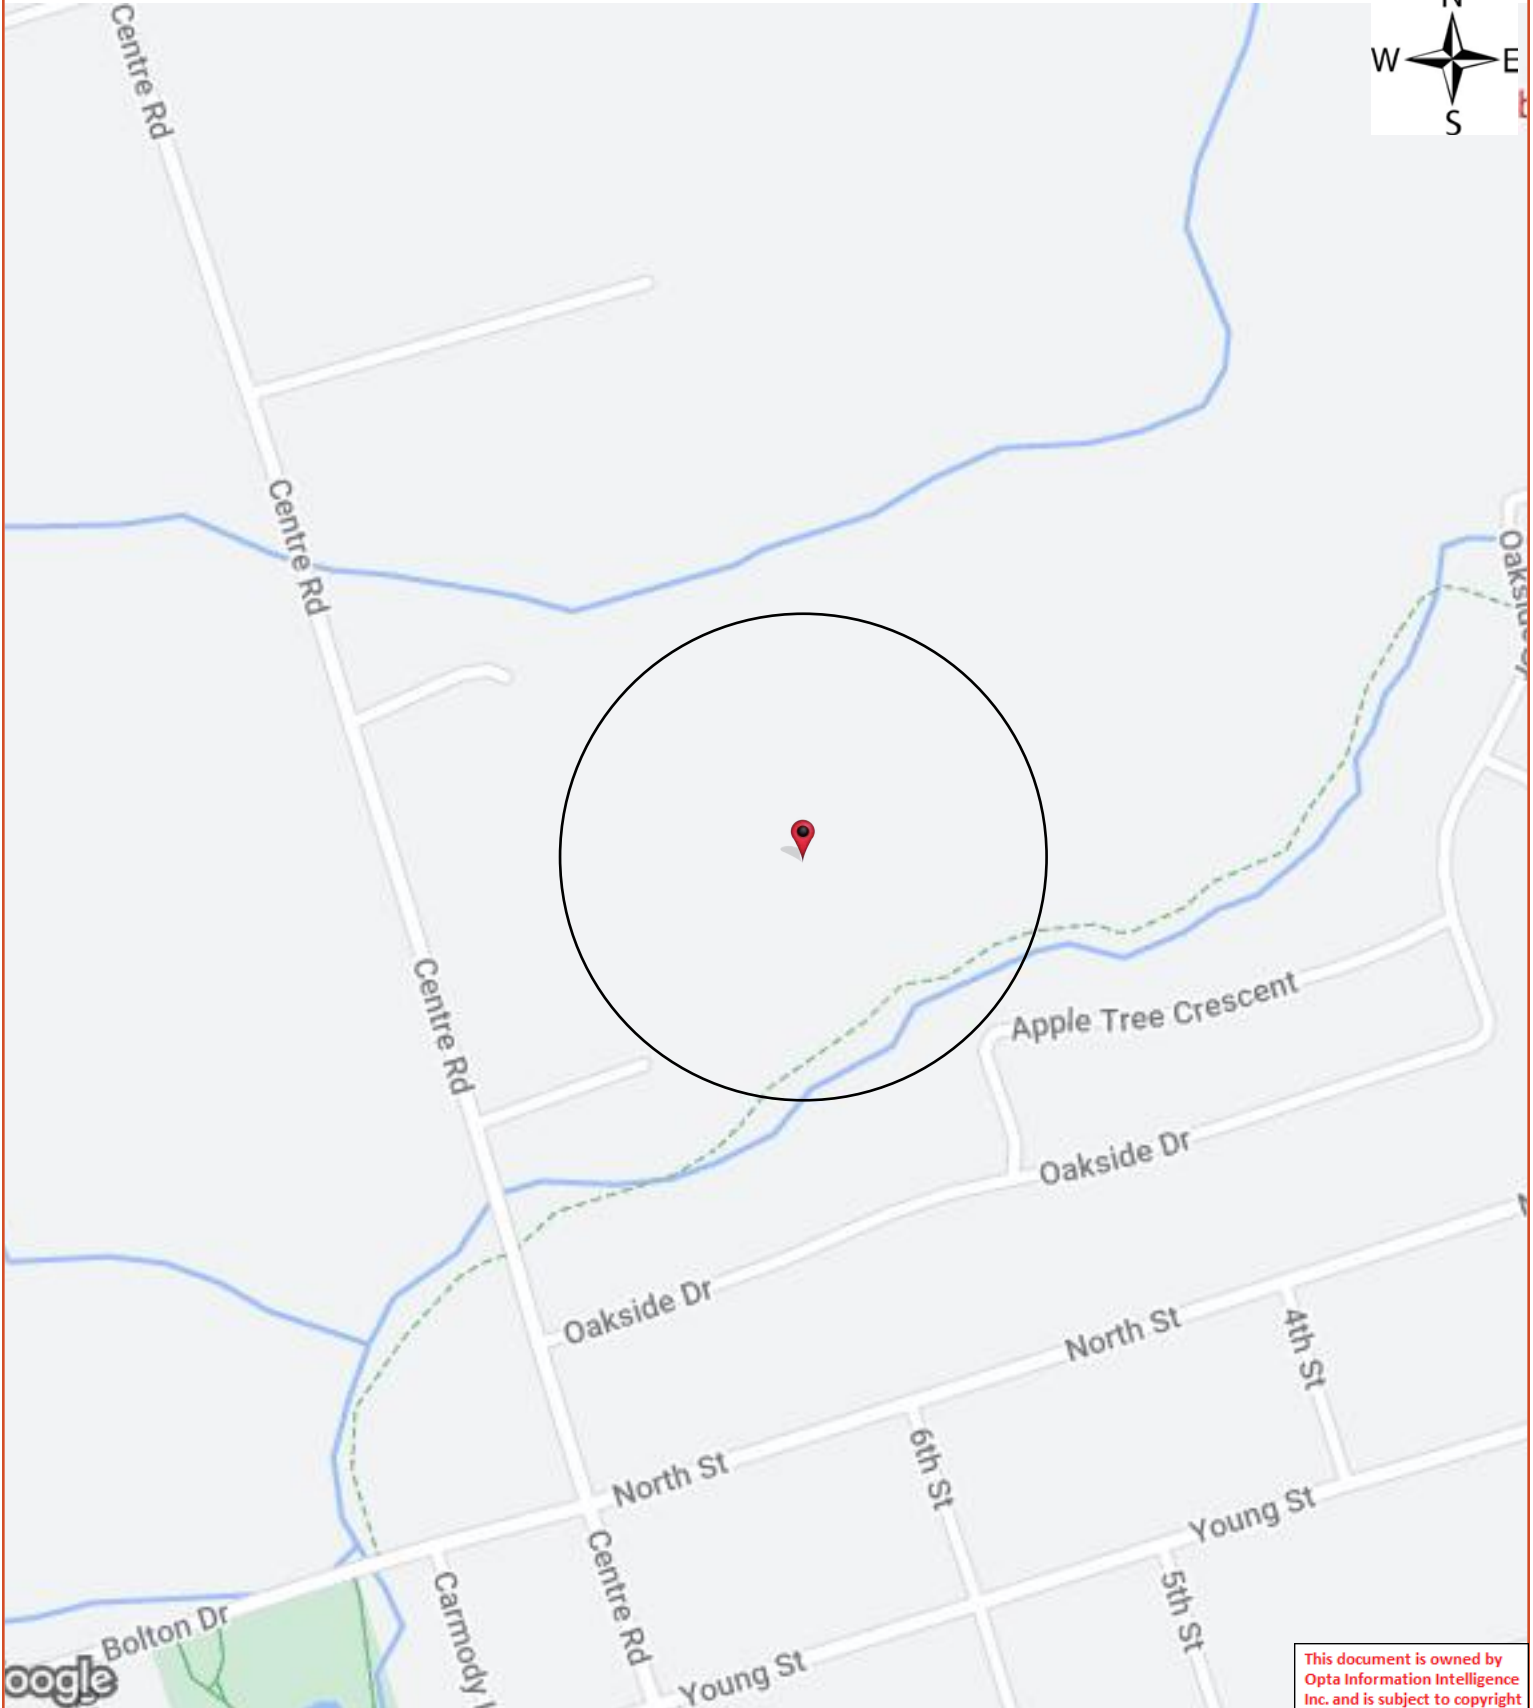 N
W E
S
Centre Rd
Centre Rd
Centre Rd
Apple Tree Crescent
Oakside Dr
Oakside Dr
North St
4th St
North St
6th St
Young St
Centre Rd
5th St
Carmody
Bolton Dr
Young St
oogle
This document is owned by
Opta Information Intelligence
Inc. and is subject to copyright